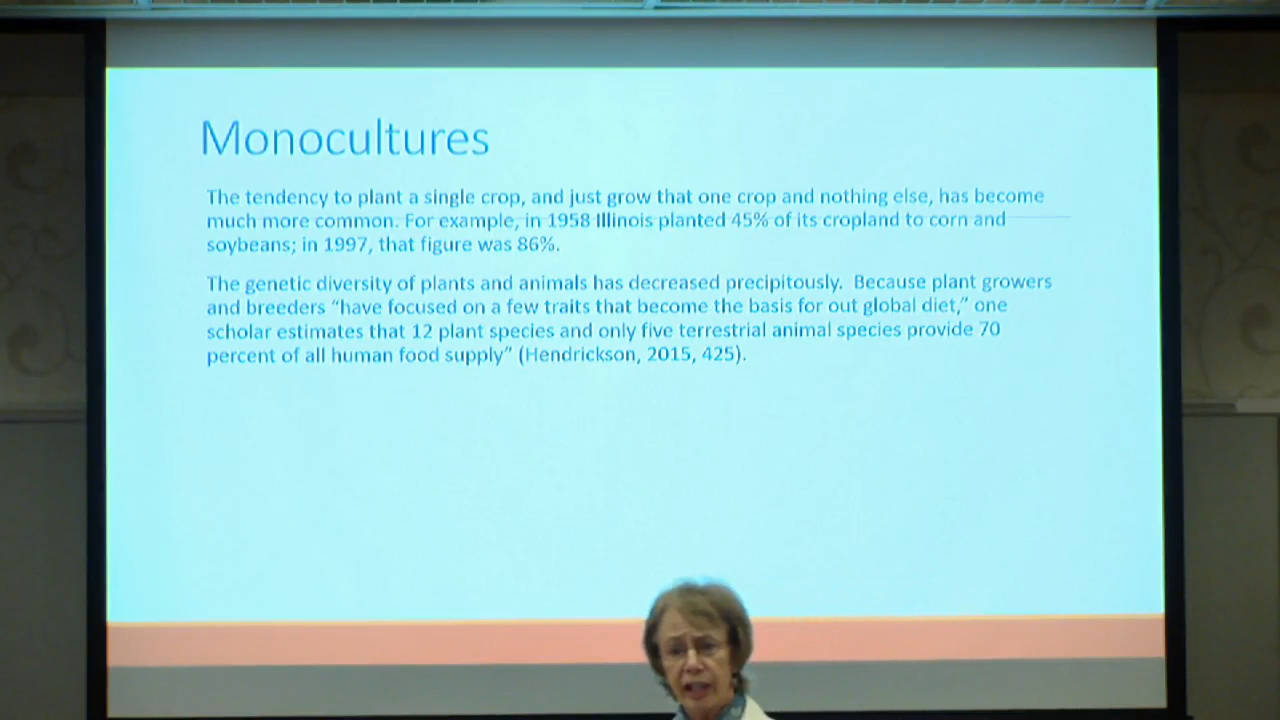 Monocultures
The tendency to plant a single crop, and just grow that one crop and nothing else, has become
much more common. For example, in 1958 Illinois planted 45% of its cropland to corn and
soybeans; in 1997, that figure was 86%.
The genetic diversity of plants and animals has decreased precipitously.  Because plant growers
and breeders “have focused on a few traits that become the basis for out global diet,” one
scholar estimates that 12 plant species and only five terrestrial animal species provide 70
percent of all human food supply” (Hendrickson, 2015, 425).